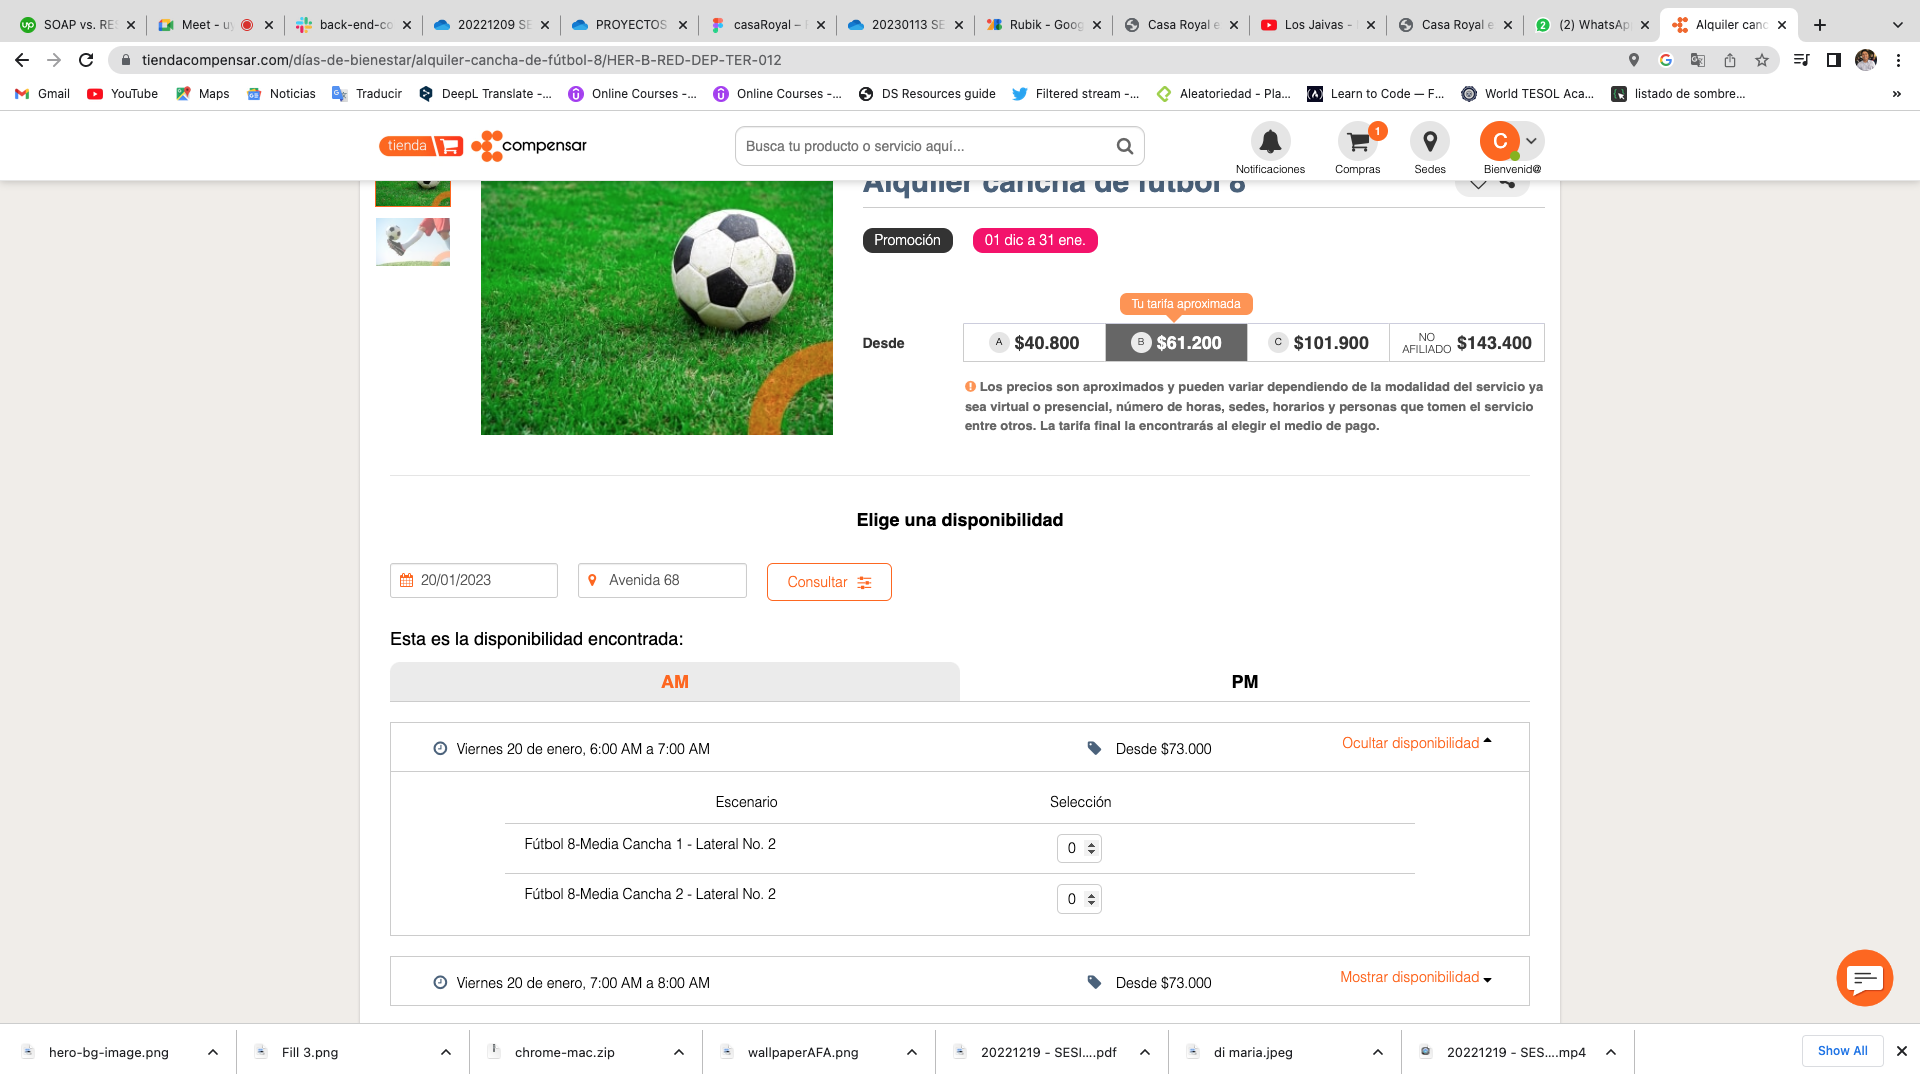 SOAP vs. RES
Meet - uy
back-end-co
20221209 SE
PROYECTOS
casaRoyal –
20230113 SE
Rubik - Goog
Casa Royal e
Los Jaivas -
Casa Royal e
(2) WhatsAp
Alquiler canc
tiendacompensar.com/días-de-bienestar/alquiler-cancha-de-fútbol-8/HER-B-RED-DEP-TER-012
Gmail
YouTube
Maps
Noticias
Traducir
DeepL Translate -...
Online Courses -...
Online Courses -...
DS Resources guide
Filtered stream -...
Aleatoriedad - Pla...
Learn to Code — F...
World TESOL Aca...
listado de sombre...
»
tienda compensar
Busca tu producto o servicio aquí...
Notificaciones
1
Compras
Sedes
C
Bienvenid@
Alquiler cancha de fútbol 8
Promoción
01 dic a 31 ene.
Tu tarifa aproximada
Desde
A $40.800
B $61.200
C $101.900
NO AFILIADO $143.400
Los precios son aproximados y pueden variar dependiendo de la modalidad del servicio ya
sea virtual o presencial, número de horas, sedes, horarios y personas que tomen el servicio
entre otros. La tarifa final la encontrarás al elegir el medio de pago.
Elige una disponibilidad
20/01/2023
Avenida 68
Consultar
Esta es la disponibilidad encontrada:
AM
PM
Viernes 20 de enero, 6:00 AM a 7:00 AM
Desde $73.000
Ocultar disponibilidad
Escenario
Selección
Fútbol 8-Media Cancha 1 - Lateral No. 2
0
Fútbol 8-Media Cancha 2 - Lateral No. 2
0
Viernes 20 de enero, 7:00 AM a 8:00 AM
Desde $73.000
Mostrar disponibilidad
hero-bg-image.png
Fill 3.png
chrome-mac.zip
wallpaperAFA.png
20221219 - SESI....pdf
di maria.jpeg
20221219 - SES....mp4
Show All